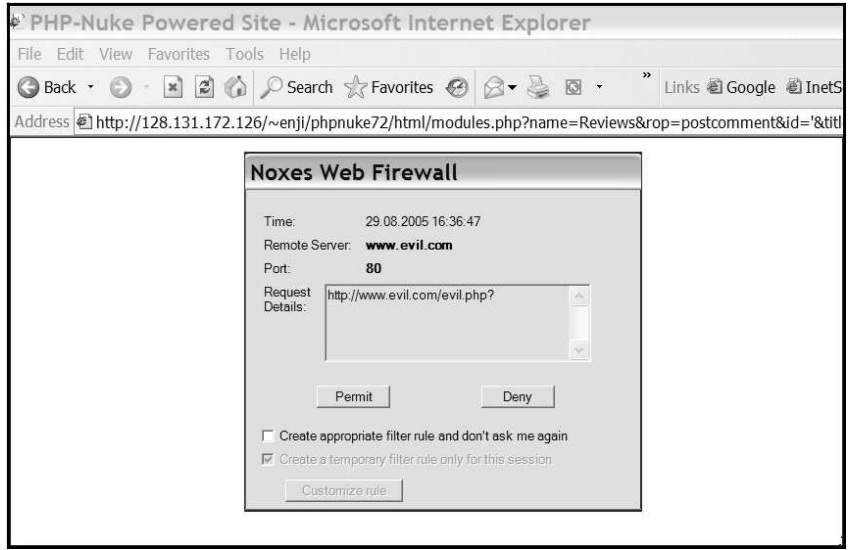 PHP-Nuke Powered Site - Microsoft Internet Explorer
File Edit View Favorites Tools Help
Back Search Favorites » Links Google InetS
Address http://128.131.172.126/~enji/phpnuke72/html/modules.php?name=Reviews&rop=postcomment&id='&titl
Noxes Web Firewall
Time: 29.08.2005 16:36:47
Remote Server: www.evil.com
Port: 80
Request Details: http://www.evil.com/evil.php?
Permit Deny
Create appropriate filter rule and don't ask me again
Create a temporary filter rule only for this session
Customize rule